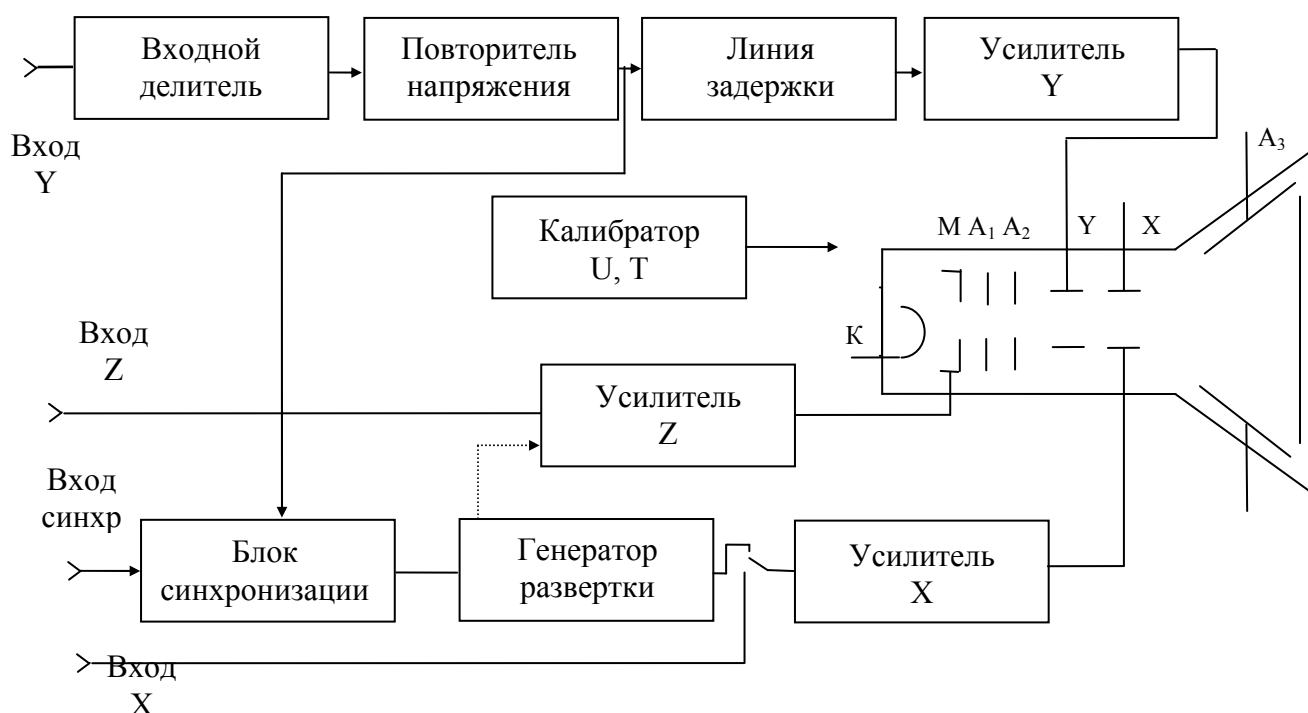 Входной
делитель
Повторитель
напряжения
Линия
задержки
Усилитель
Y
Вход
Y
A₃
Калибратор
U, T
М A₁ A₂ Y X
К
Вход
Z
Усилитель
Z
Вход
синхр
Блок
синхронизации
Генератор
развертки
Усилитель
X
Вход
X